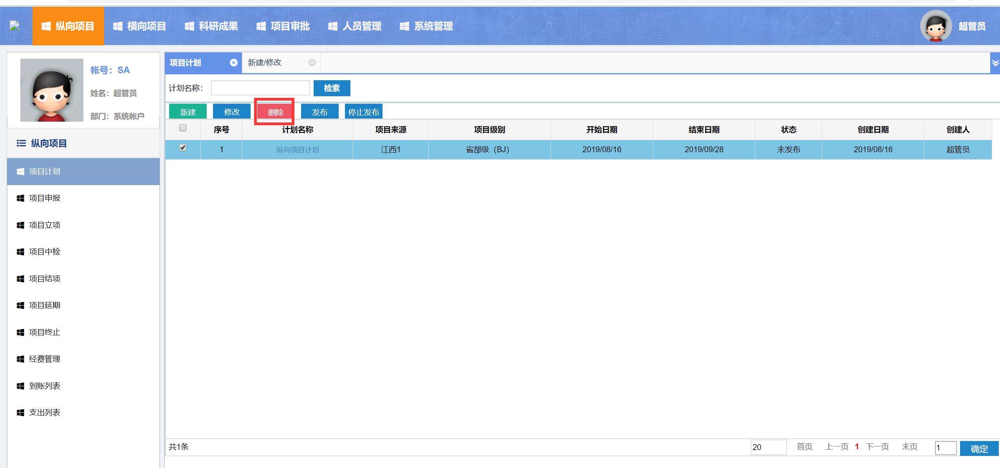 纵向项目 横向项目 科研成果 项目审批 人员管理 系统管理 超管员
帐号：SA
姓名：超管员
部门：系统帐户
纵向项目
项目计划
项目申报
项目立项
项目中检
项目结项
项目延期
项目终止
经费管理
到账列表
支出列表
项目计划 新建/修改
计划名称： 检索
新建 修改 删除 发布 停止发布
序号 计划名称 项目来源 项目级别 开始日期 结束日期 状态 创建日期 创建人
1 纵向项目计划 江西1 省部级（BJ） 2019/08/16 2019/09/28 未发布 2019/08/16 超管员
共1条 20 首页 上一页 1 下一页 末页 1 确定